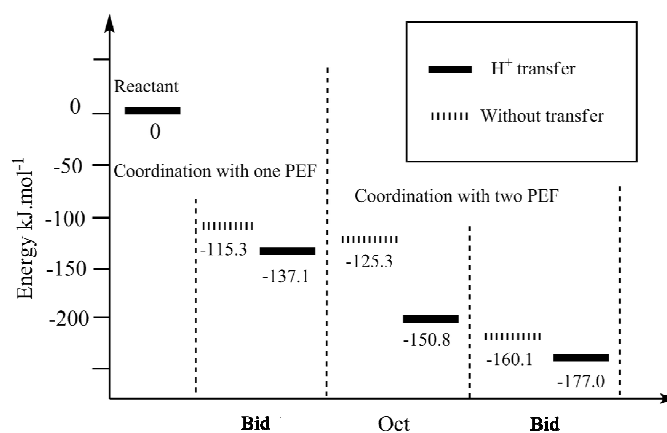 H+ transfer
Without transfer
Reactant
0
0
-50
Coordination with one PEF
Coordination with two PEF
-100
-115.3
-137.1
-125.3
-150
-200
-150.8
-160.1
-177.0
Energy kJ.mol-1
Bid
Oct
Bid